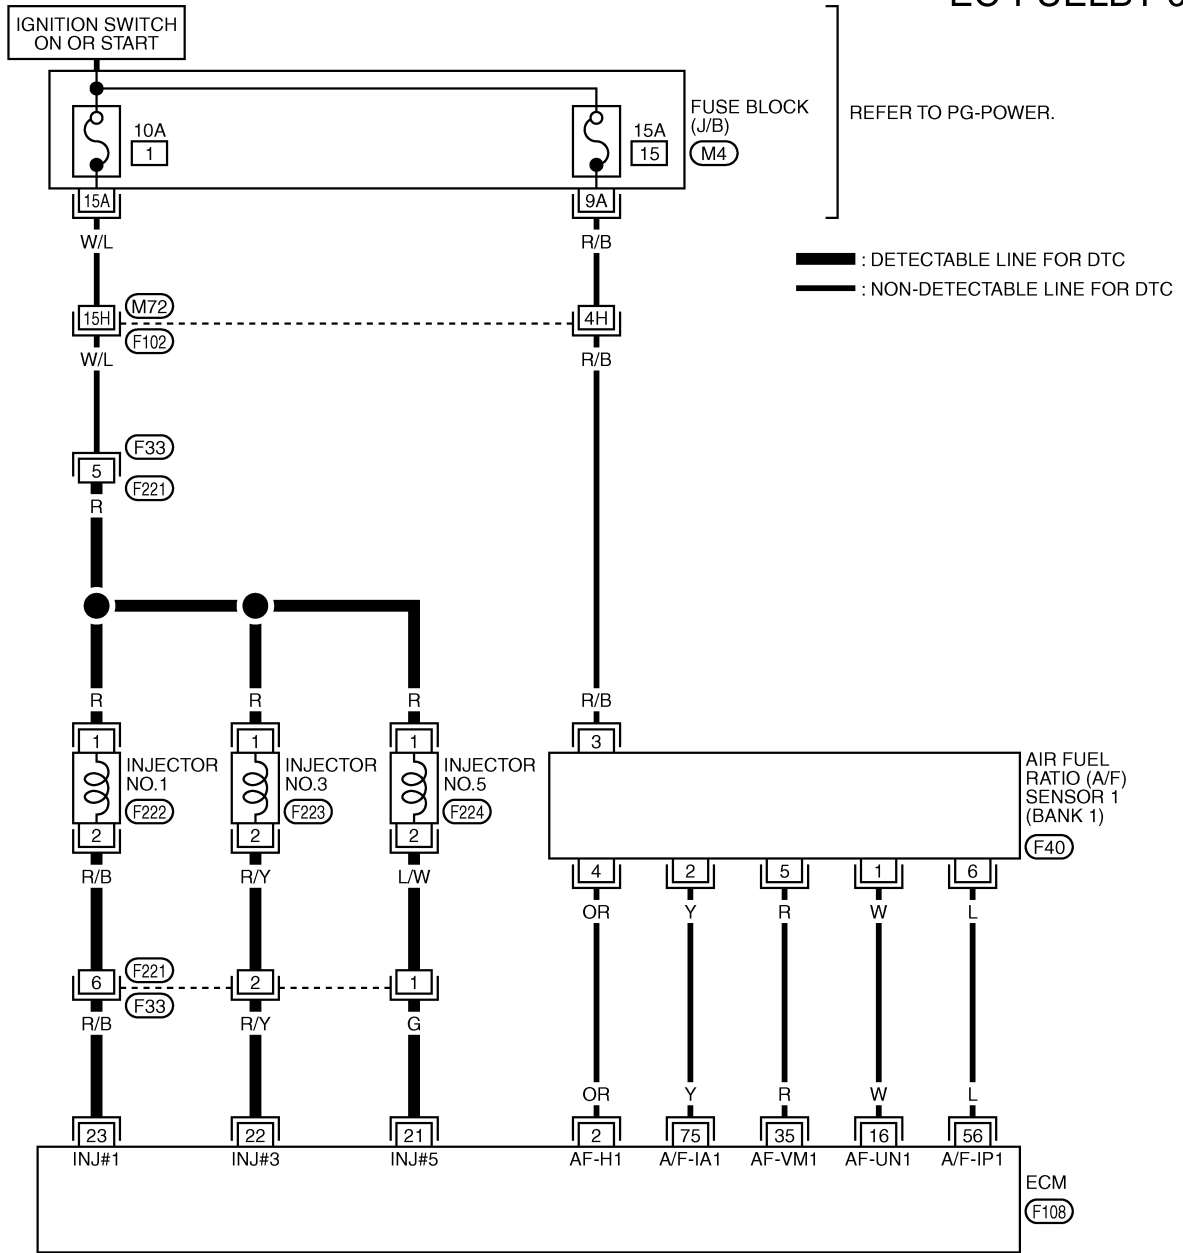 IGNITION SWITCH
ON OR START
10A
1
15A
15
FUSE BLOCK
(J/B)
M4
REFER TO PG-POWER.
15A
9A
W/L
R/B
: DETECTABLE LINE FOR DTC
: NON-DETECTABLE LINE FOR DTC
15H
M72
F102
4H
W/L
R/B
5
F33
F221
R
R
R
R
R/B
1
1
1
3
INJECTOR
NO.1
F222
INJECTOR
NO.3
F223
INJECTOR
NO.5
F224
AIR FUEL
RATIO (A/F)
SENSOR 1
(BANK 1)
F40
2
2
2
4
2
5
1
6
R/B
R/Y
L/W
OR
Y
R
W
L
6
F221
F33
2
1
R/B
R/Y
G
OR
Y
R
W
L
23
22
21
2
75
35
16
56
INJ#1
INJ#3
INJ#5
AF-H1
A/F-IA1
AF-VM1
AF-UN1
A/F-IP1
ECM
F108